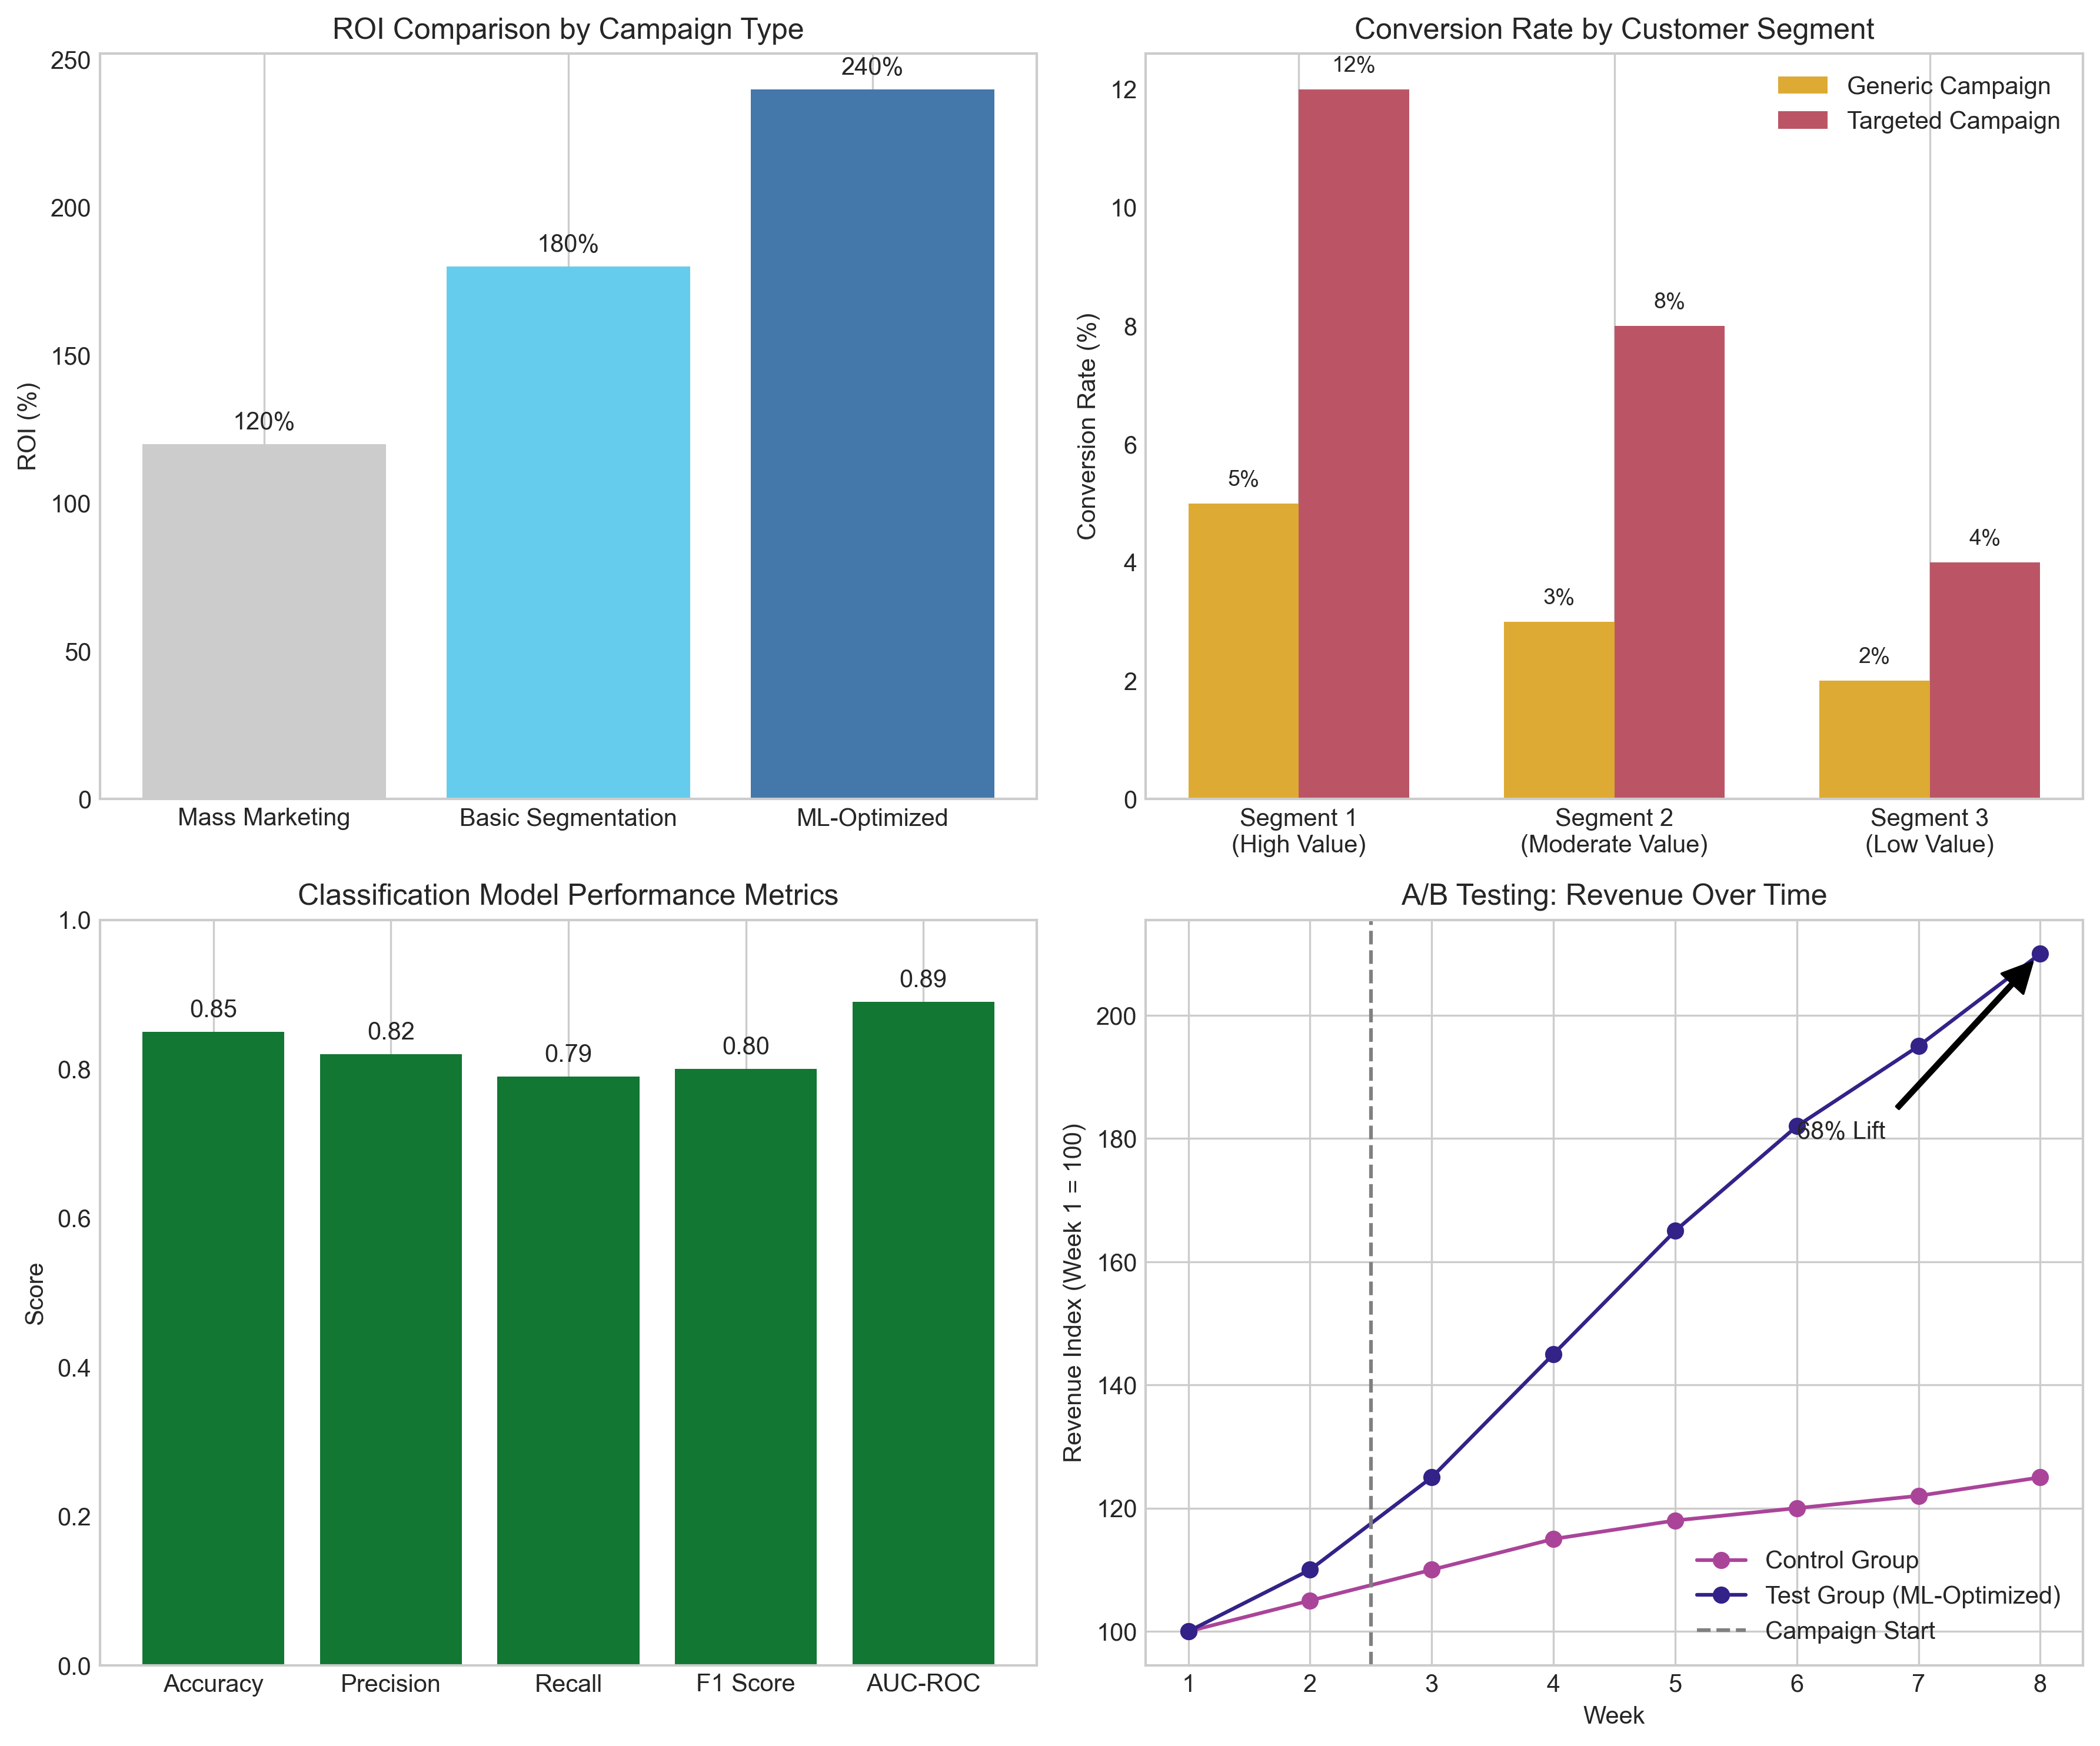 ROI Comparison by Campaign Type
250
200
150
100
50
0
ROI (%)
120%
180%
240%
Mass Marketing
Basic Segmentation
ML-Optimized
Conversion Rate by Customer Segment
12
10
8
6
4
2
0
Conversion Rate (%)
5%
12%
3%
8%
2%
4%
Generic Campaign
Targeted Campaign
Segment 1
(High Value)
Segment 2
(Moderate Value)
Segment 3
(Low Value)
Classification Model Performance Metrics
1.0
0.8
0.6
0.4
0.2
0.0
Score
0.85
0.82
0.79
0.80
0.89
Accuracy
Precision
Recall
F1 Score
AUC-ROC
A/B Testing: Revenue Over Time
200
180
160
140
120
100
Revenue Index (Week 1 = 100)
68% Lift
Control Group
Test Group (ML-Optimized)
Campaign Start
1
2
3
4
5
6
7
8
Week